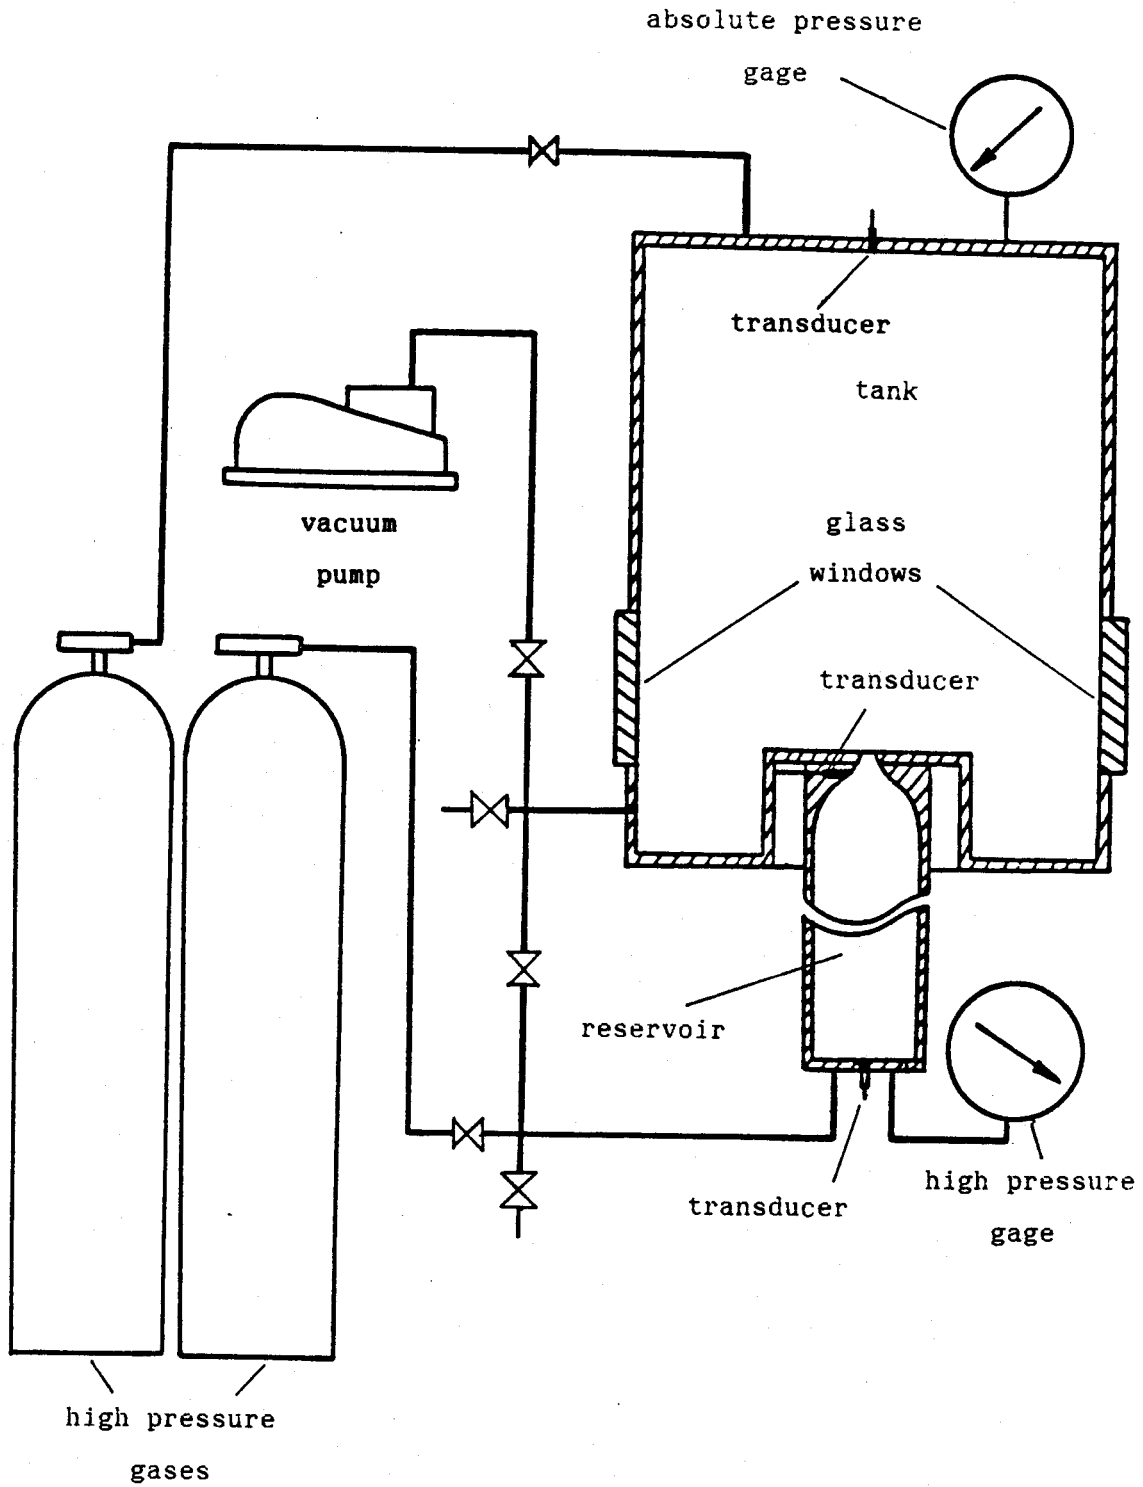 absolute pressure
gage
transducer
tank
vacuum
pump
glass
windows
transducer
reservoir
transducer
high pressure
gage
high pressure
gases